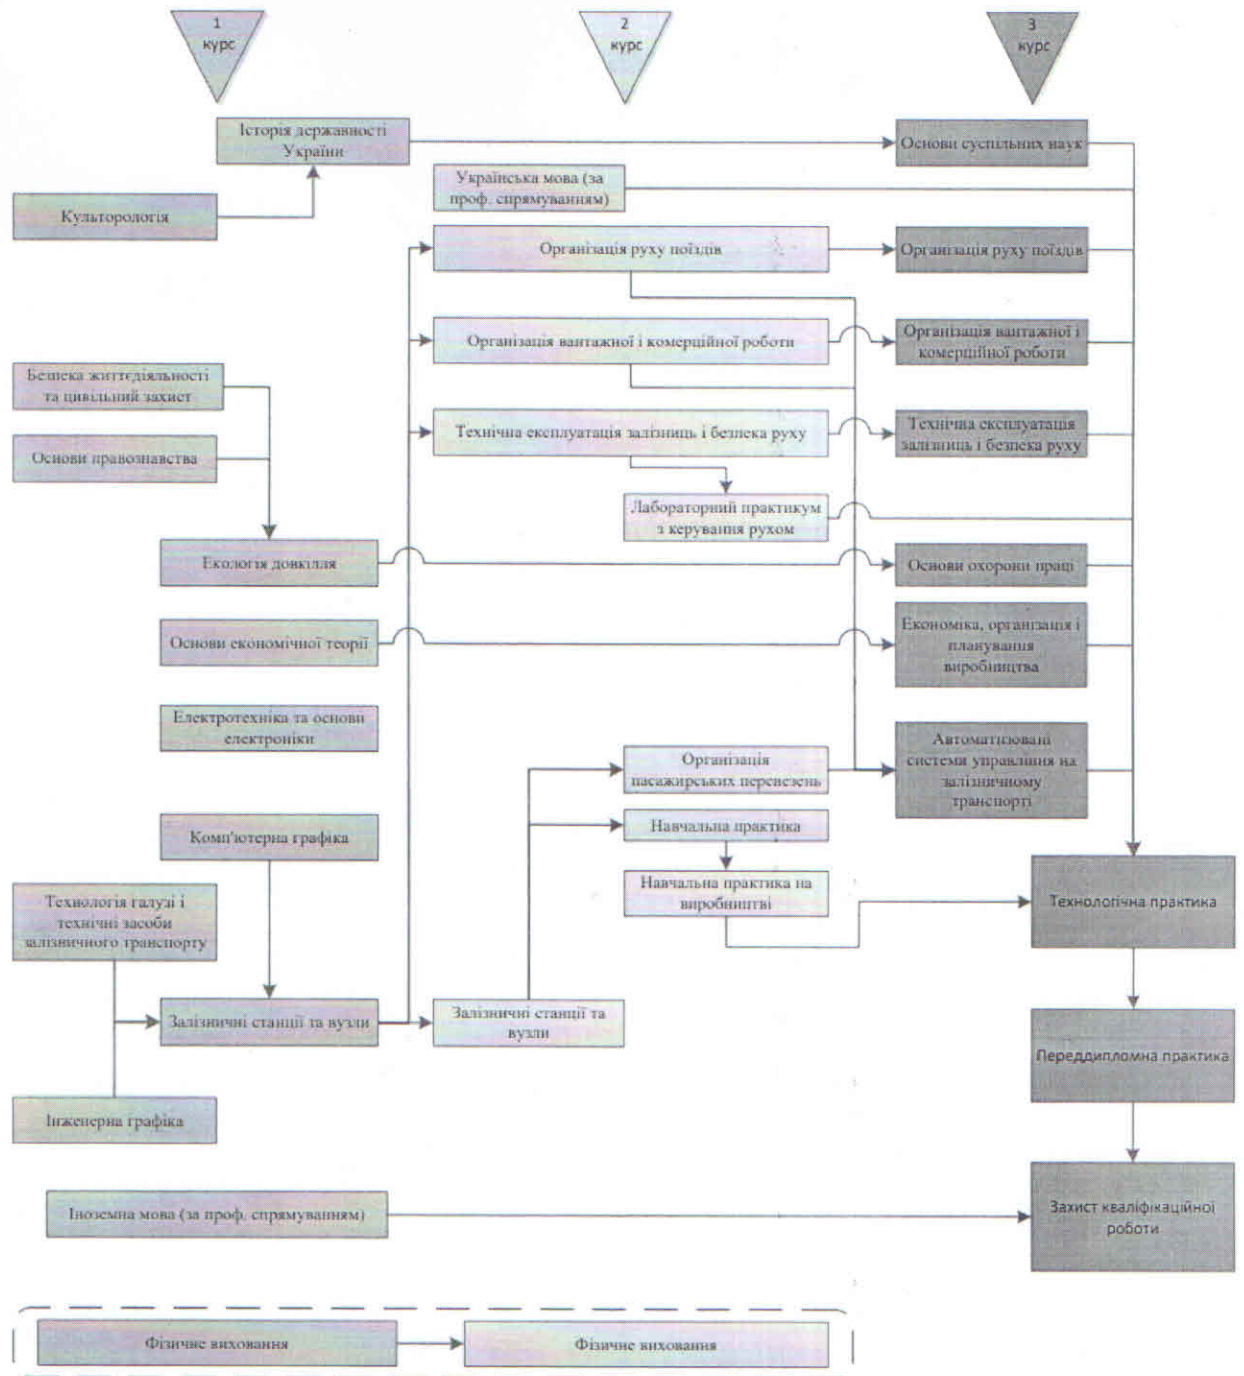 1
курс
2
курс
3
курс
Історія державності
України
Основи суспільних наук
Українська мова (за
проф. спрямуванням)
Культорологія
Організація руху поїздів
Організація руху поїздів
Організація вантажної і комерційної роботи
Організація вантажної і
комерційної роботи
Безпека життєдіяльності
та цивільний захист
Технічна експлуатація залізниць і безпека руху
Технічна експлуатація
залізниць і безпека руху
Основи правознавства
Лабораторний практикум
з керування рухом
Екологія довкілля
Основи охорони праці
Основи економічної теорії
Економіка, організація і
планування
виробництва
Електротехніка та основи
електроніки
Організація
пасажирських перевезень
Автоматизовані
система управління на
залізничному
транспорті
Комп'ютерна графіка
Навчальна практика
Навчальна практика на
виробництві
Технологія галузі і
технічні засоби
залізничного транспорту
Технологічна практика
Залізничні станції та вузли
Залізничні станції та
вузли
Переддипломна практика
Інженерна графіка
Іноземна мова (за проф. спрямуванням)
Захист кваліфікаційної
роботи
Фізичне виховання
Фізичне виховання